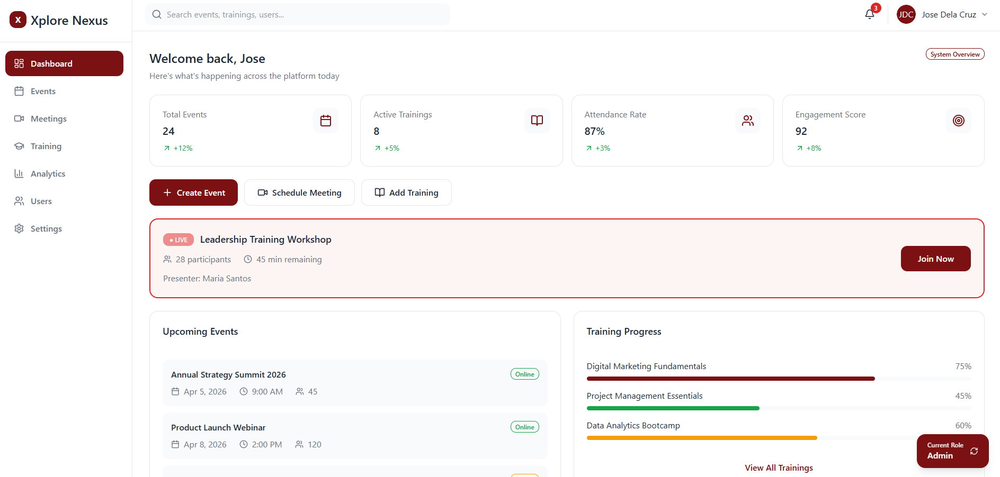 X Xplore Nexus
Search events, trainings, users...
3
JDC Jose Dela Cruz
Dashboard
Events
Meetings
Training
Analytics
Users
Settings
Welcome back, Jose
System Overview
Here's what's happening across the platform today
Total Events
24
+12%
Active Trainings
8
+5%
Attendance Rate
87%
+3%
Engagement Score
92
+8%
Create Event
Schedule Meeting
Add Training
LIVE Leadership Training Workshop
28 participants 45 min remaining
Presenter: Maria Santos
Join Now
Upcoming Events
Annual Strategy Summit 2026 Online
Apr 5, 2026 9:00 AM 45
Product Launch Webinar Online
Apr 8, 2026 2:00 PM 120
Training Progress
Digital Marketing Fundamentals 75%
Project Management Essentials 45%
Data Analytics Bootcamp 60%
View All Trainings
Current Role
Admin